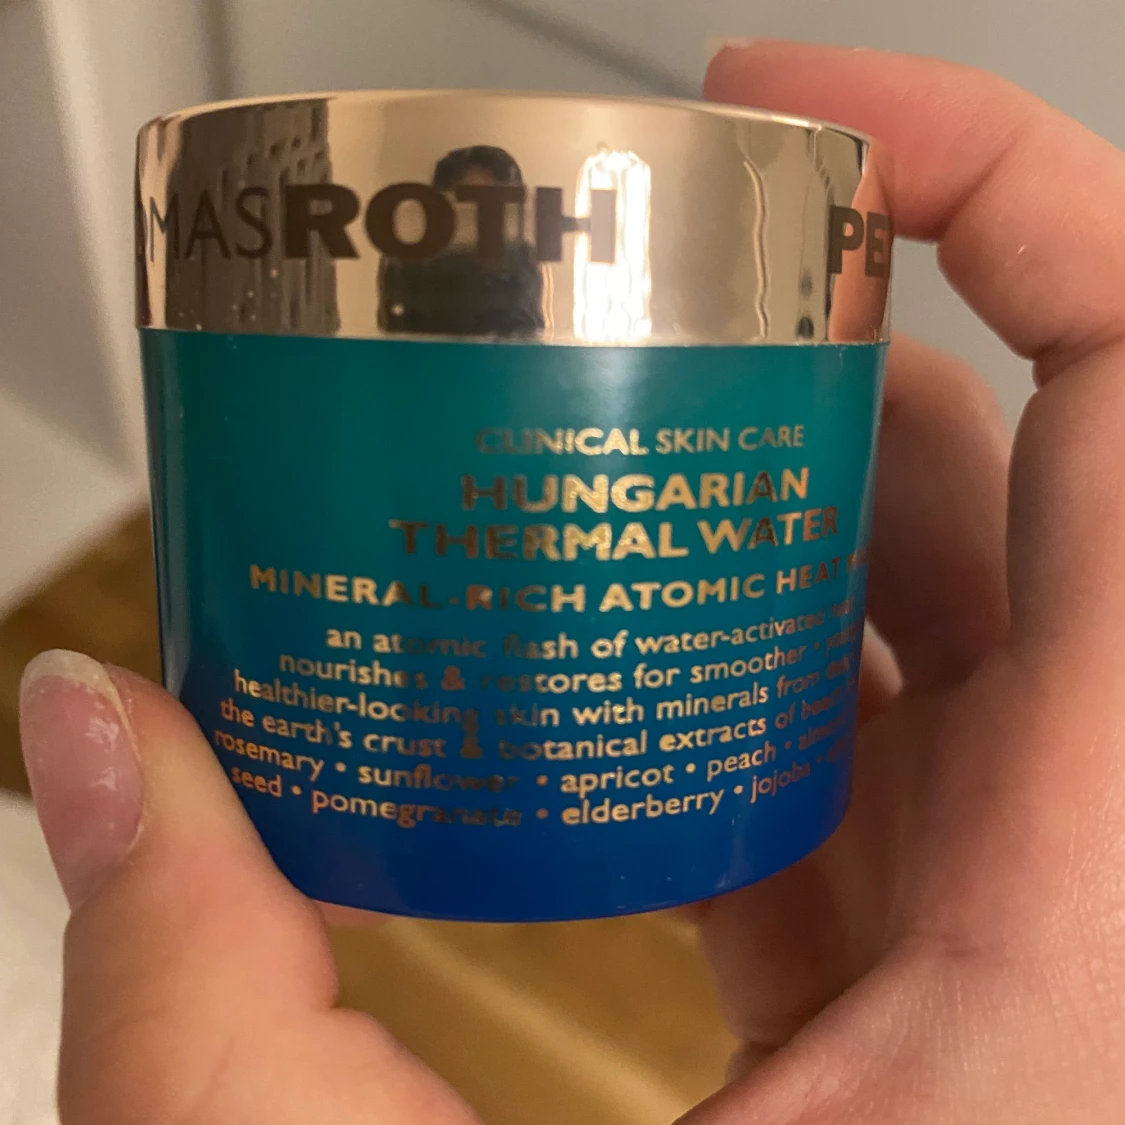 MASROTH PE
CLINICAL SKIN CARE
HUNGARIAN
THERMAL WATER
MINERAL-RICH ATOMIC HEAT
an atomic flash of water-activated
nourishes & restores for smoother •
healthier-looking skin with minerals from
the earth's crust & botanical extracts of
rosemary • sunflower • apricot • peach •
seed • pomegranate • elderberry • jojoba •